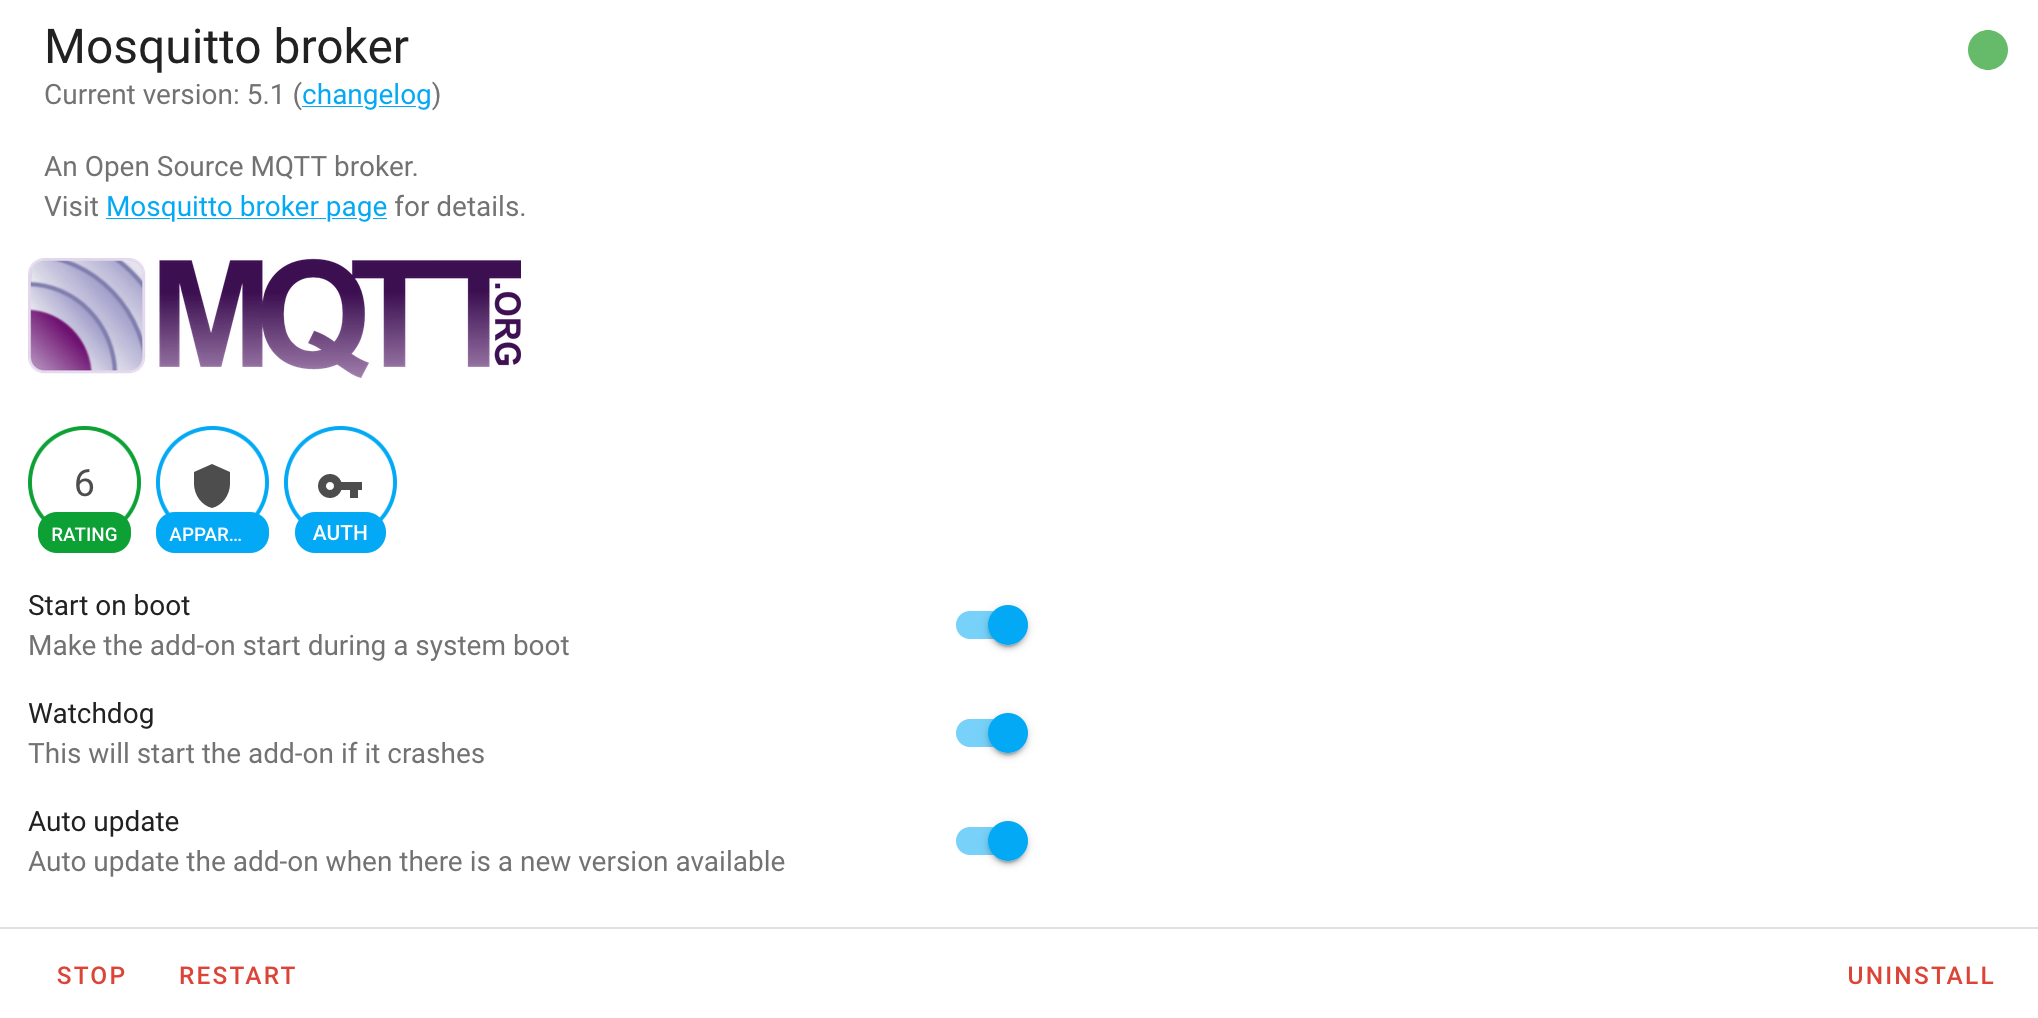 Mosquitto broker
Current version: 5.1 (changelog)
An Open Source MQTT broker.
Visit Mosquitto broker page for details.
MQTT.ORG
6
RATING
APPAR...
AUTH
Start on boot
Make the add-on start during a system boot
Watchdog
This will start the add-on if it crashes
Auto update
Auto update the add-on when there is a new version available
STOP RESTART UNINSTALL